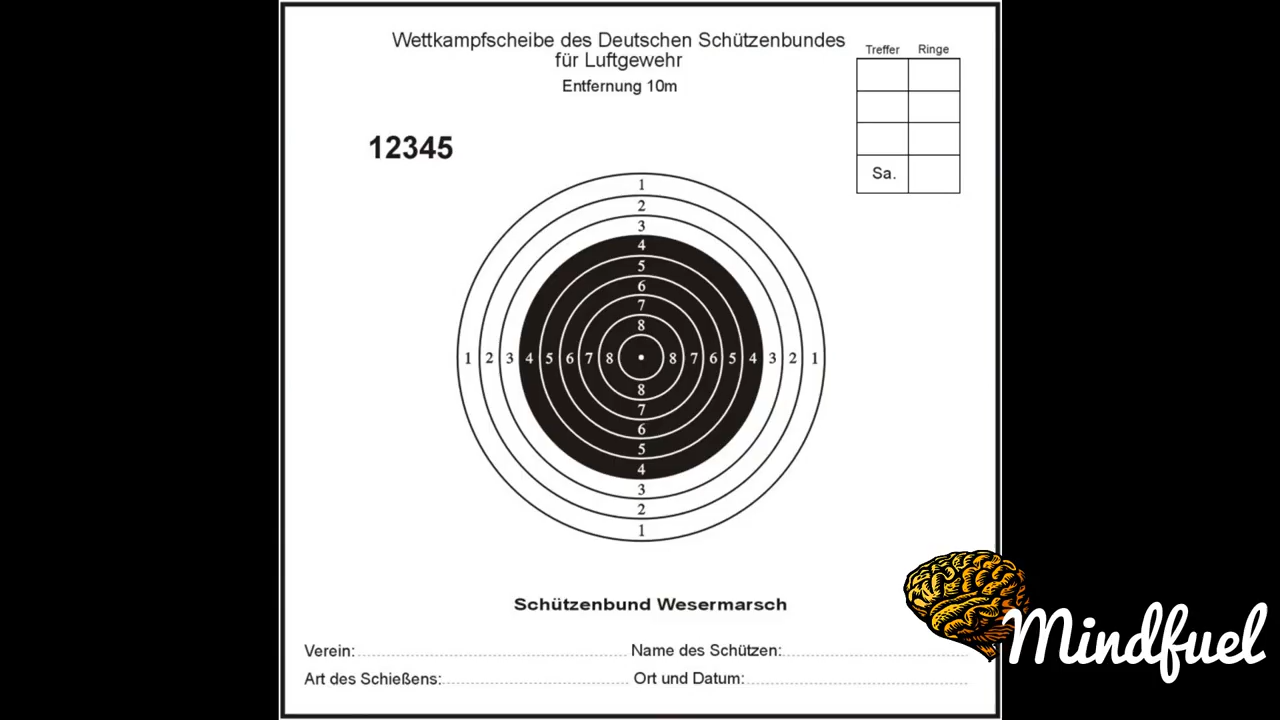 Wettkampfscheibe des Deutschen Schützenbundes
für Luftgewehr
Entfernung 10m
Treffer Ringe
Sa.
12345
1
2
3
4
5
6
7
8
1 2 3 4 5 6 7 8 8 7 6 5 4 3 2 1
8
7
6
5
4
3
2
1
Schützenbund Wesermarsch
Verein: Name des Schützen:
Art des Schießens: Ort und Datum:
Mindfuel